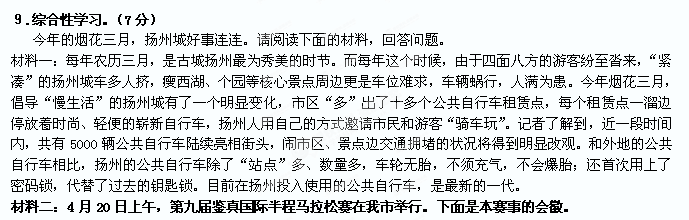 9.综合性学习。（7分）
今年的烟花三月，扬州城好事连连。请阅读下面的材料，回答问题。
材料一：每年农历三月，是古城扬州最为秀美的时节。而每年这个时候，由于四面八方的游客纷至沓来，“紧
凑”的扬州城车多人挤，瘦西湖、个园等核心景点周边更是车位难求，车辆蜗行，人满为患。今年烟花三月，
倡导“慢生活”的扬州城有了一个明显变化，市区“多”出了十多个公共自行车租赁点，每个租赁点一溜边
停放着时尚、轻便的崭新自行车，扬州人用自己的方式邀请市民和游客“骑车玩”。记者了解到，近一段时间
内，共有5000辆公共自行车陆续亮相街头，闹市区、景点边交通拥堵的状况将得到明显改观。和外地的公共
自行车相比，扬州的公共自行车除了“站点”多、数量多，车轮无胎，不须充气，不会爆胎；还首次用上了
密码锁，代替了过去的钥匙锁。目前在扬州投入使用的公共自行车，是最新的一代。
材料二：4月20日上午，第九届鉴真国际半程马拉松赛在我市举行。下面是本赛事的会徽。